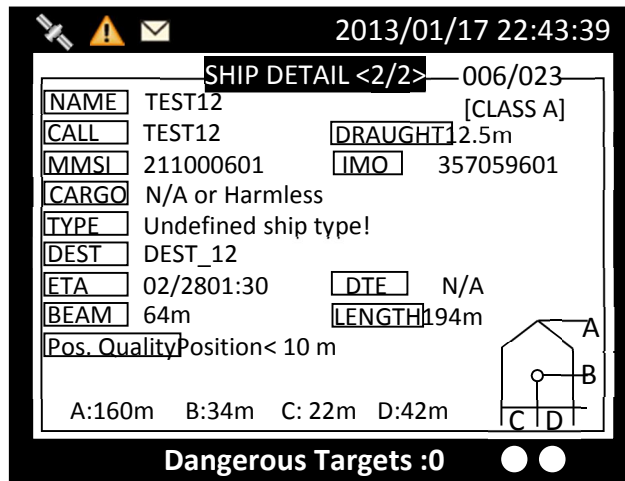 2013/01/17 22:43:39
SHIP DETAIL <2/2> 006/023
NAME TEST12 [CLASS A]
CALL TEST12 DRAUGHT 12.5m
MMSI 211000601 IMO 357059601
CARGO N/A or Harmless
TYPE Undefined ship type!
DEST DEST_12
ETA 02/2801:30 DTE N/A
BEAM 64m LENGTH 194m
Pos. Quality Position< 10 m
A
B
A:160m B:34m C: 22m D:42m C D
Dangerous Targets :0